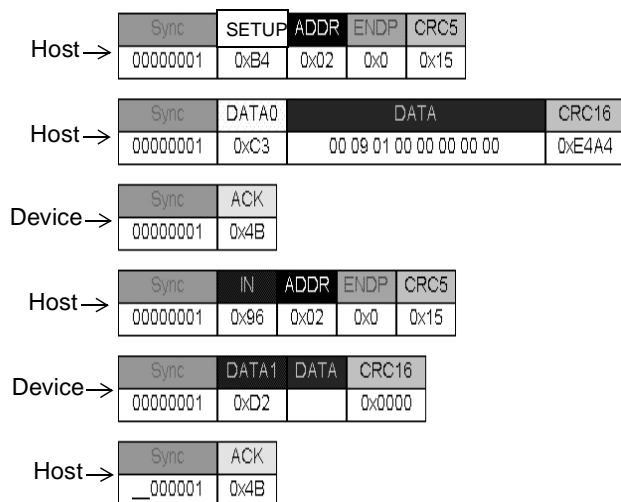 Sync SETUP ADDR ENDP CRC5
Host 00000001 0xB4 0x02 0x0 0x15
Sync DATA0 DATA CRC16
Host 00000001 0xC3 00 09 01 00 00 00 00 00 0xE4A4
Sync ACK
Device 00000001 0x4B
Sync IN ADDR ENDP CRC5
Host 00000001 0x96 0x02 0x0 0x15
Sync DATA1 DATA CRC16
Device 00000001 0xD2 0x0000
Sync ACK
Host __000001 0x4B